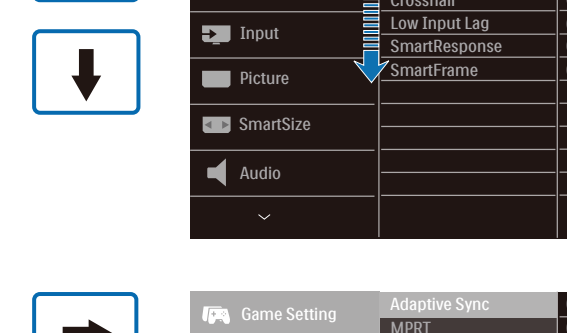 Crosshair
Input
Low Input Lag
SmartResponse
Picture
SmartFrame
SmartSize
Audio
Game Setting
Adaptive Sync
MPRT